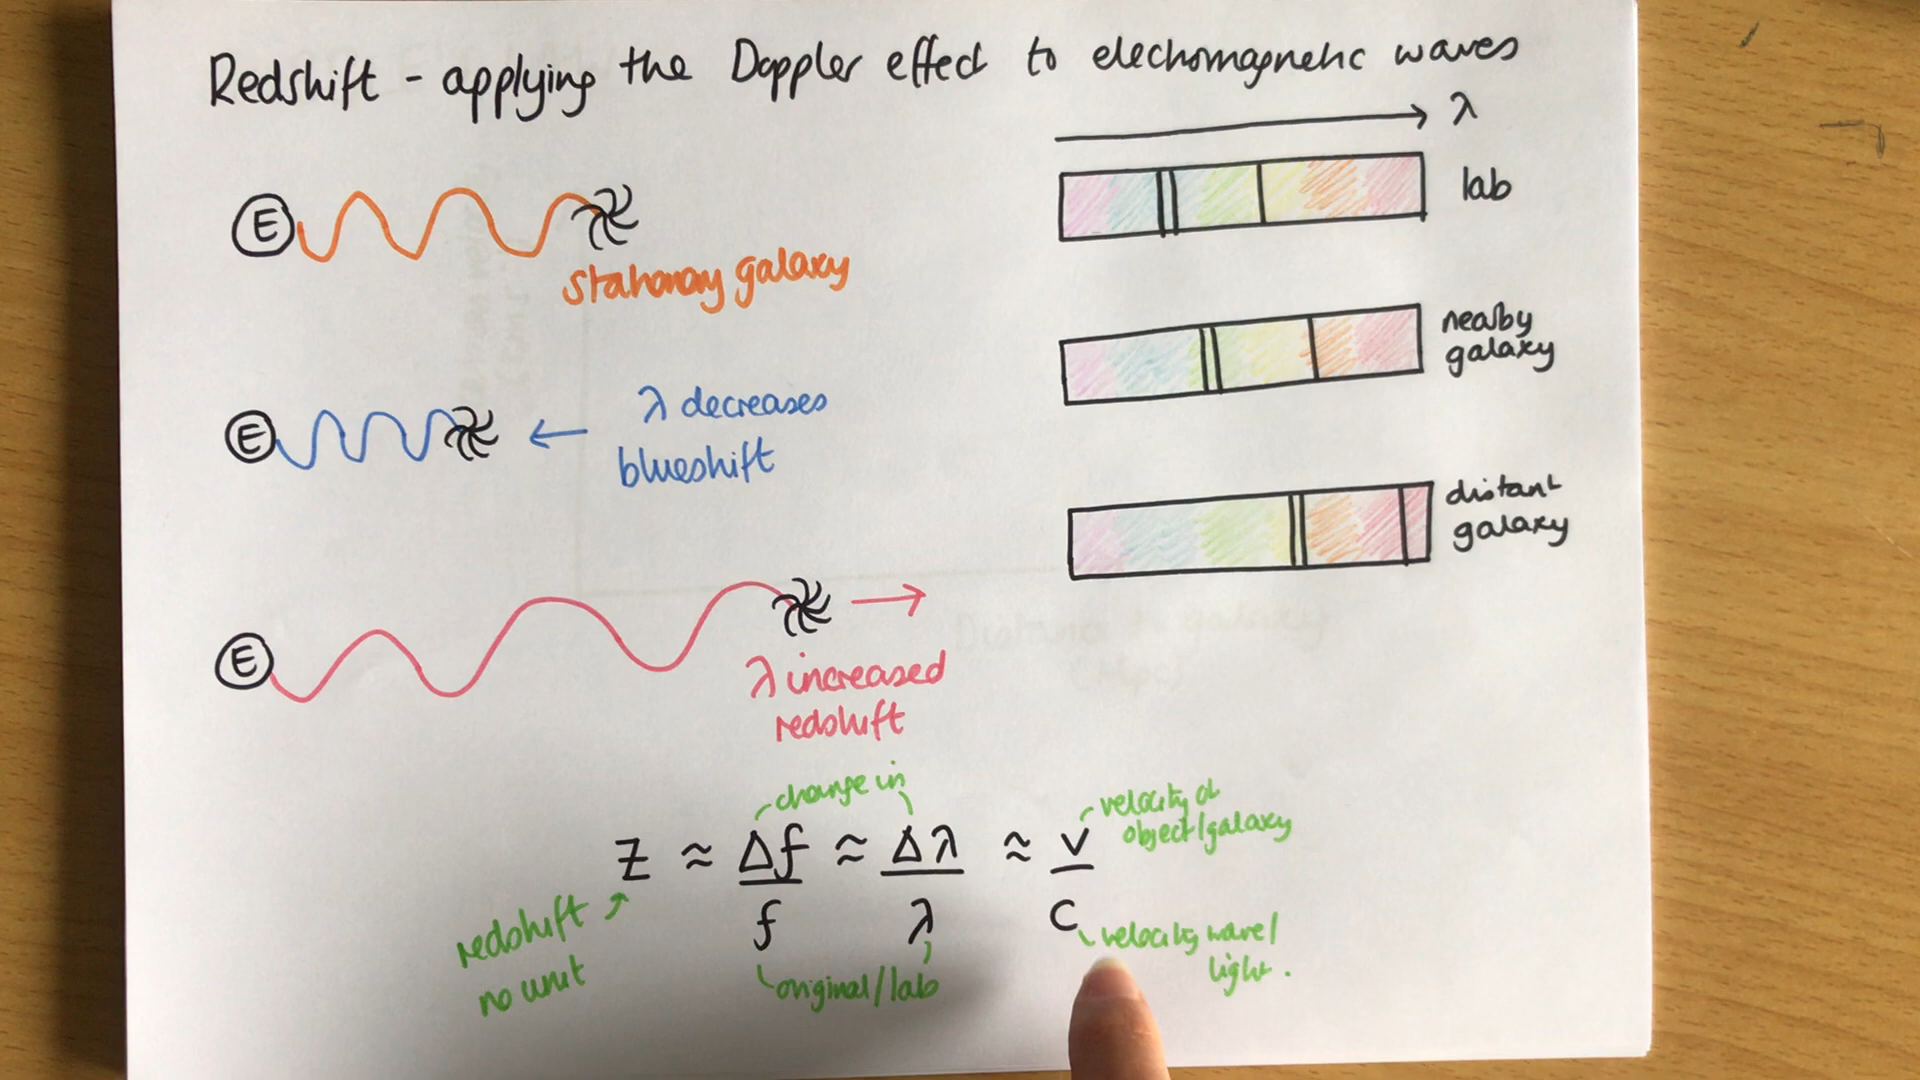 Redshift - applying the Doppler effect to electromagnetic waves
λ
lab
E
stationary galaxy
nearby
galaxy
E
λ decreases
blueshift
distant
galaxy
E
λ increased
redshift
change in
velocity of
object/galaxy
Z ≈ Δf ≈ Δλ ≈ v
f λ c
redshift
no unit
original/lab
velocity wave/
light.